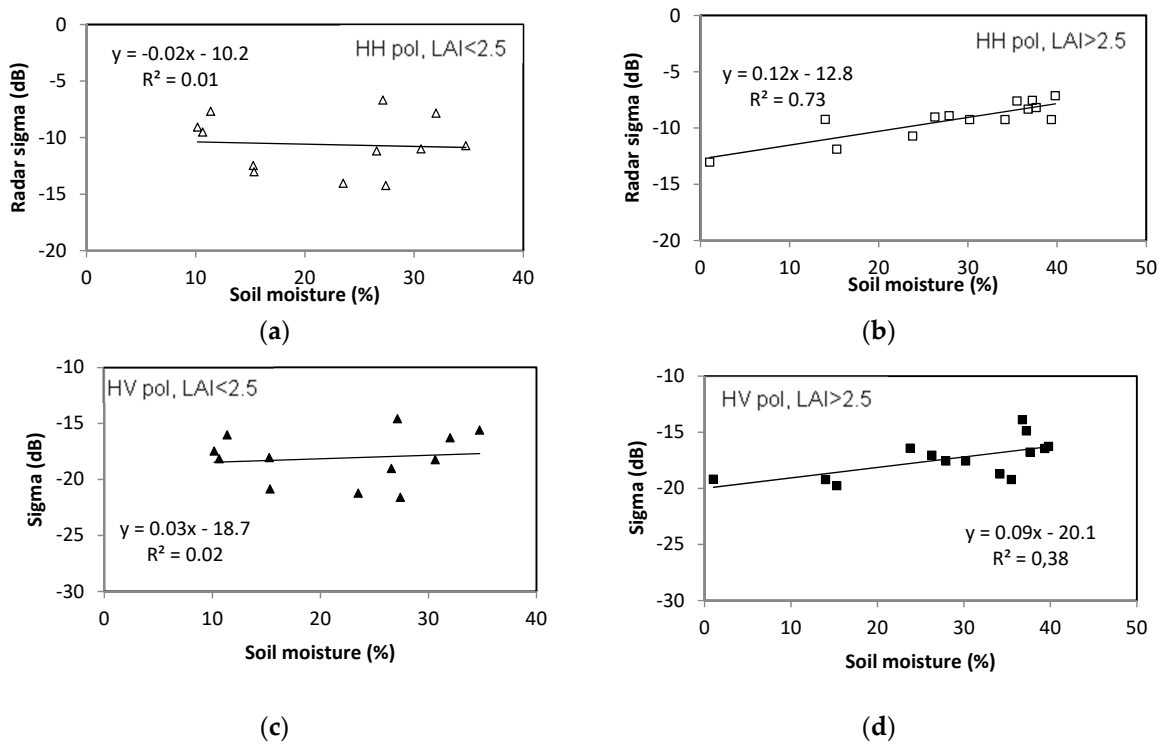 0
-5
-10
-15
-20
Radar sigma (dB)
y = -0.02x - 10.2
R² = 0.01
HH pol, LAI<2.5
0 10 20 30 40
Soil moisture (%)
(a)
0
-5
-10
-15
-20
Radar sigma (dB)
HH pol, LAI>2.5
y = 0.12x - 12.8
R² = 0.73
0 10 20 30 40 50
Soil moisture (%)
(b)
-10
-15
-20
-25
-30
Sigma (dB)
HV pol, LAI<2.5
y = 0.03x - 18.7
R² = 0.02
0 10 20 30 40
Soil moisture (%)
(c)
-10
-15
-20
-25
-30
Sigma (dB)
HV pol, LAI>2.5
y = 0.09x - 20.1
R² = 0,38
0 10 20 30 40 50
Soil moisture (%)
(d)